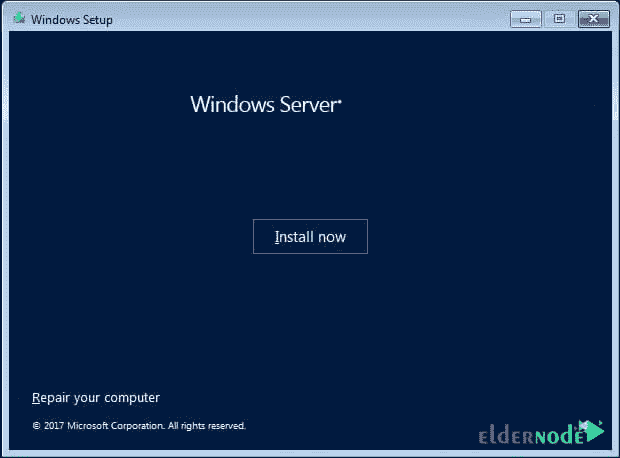 Windows Setup
Windows Server
Install now
Repair your computer
© 2017 Microsoft Corporation. All rights reserved.
eldernode